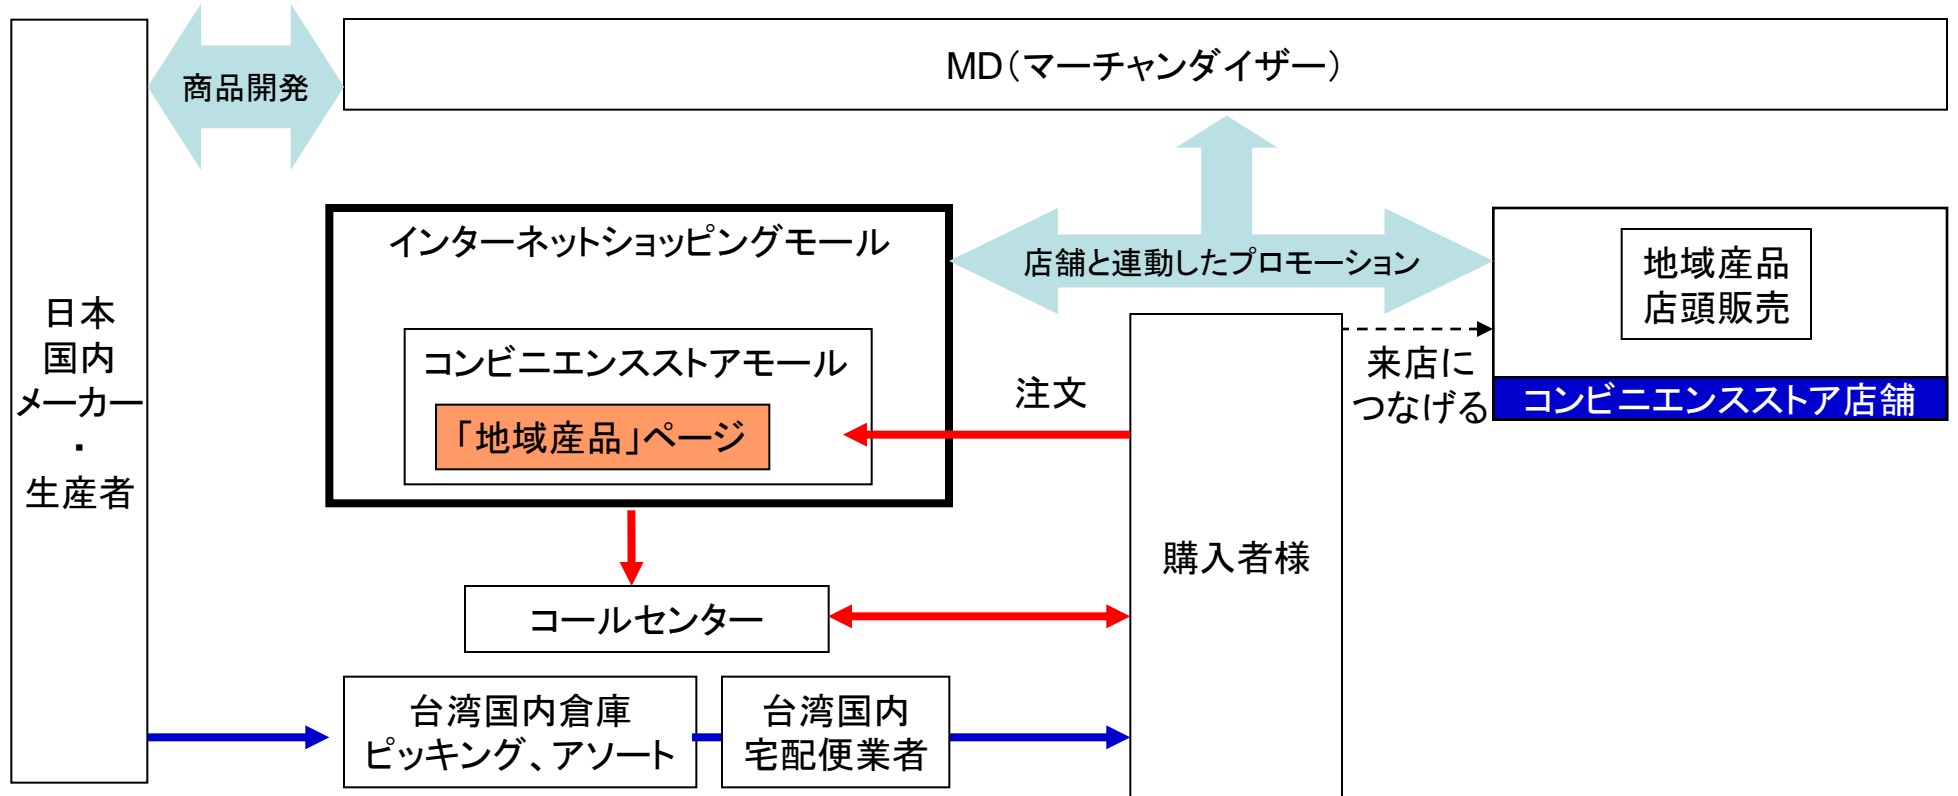 商品開発
MD(マーチャンダイザー)
日本
国内
メーカー
・
生産者
インターネットショッピングモール
コンビニエンスストアモール
「地域産品」ページ
店舗と連動したプロモーション
地域産品
店頭販売
コンビニエンスストア店舗
来店に
つなげる
注文
購入者様
コールセンター
台湾国内倉庫
ピッキング、アソート
台湾国内
宅配便業者